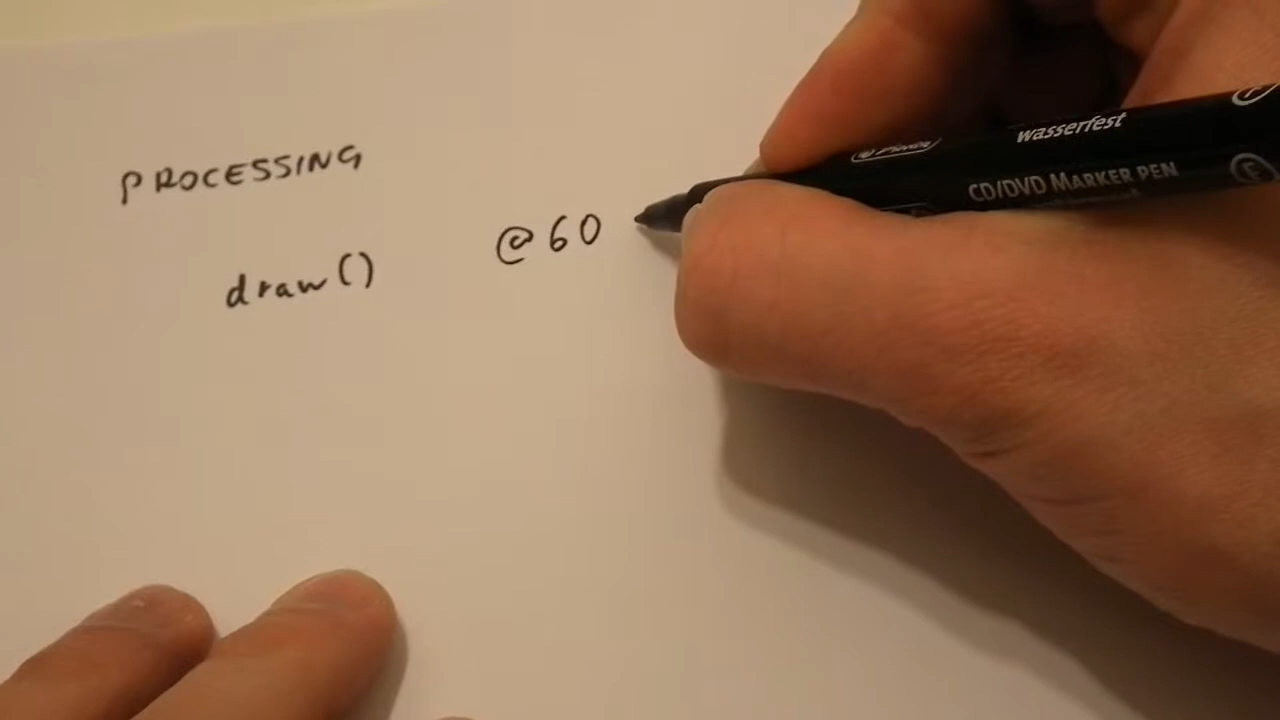 PROCESSING
draw()
@60
wasserfest
CD/DVD MARKER PEN
F